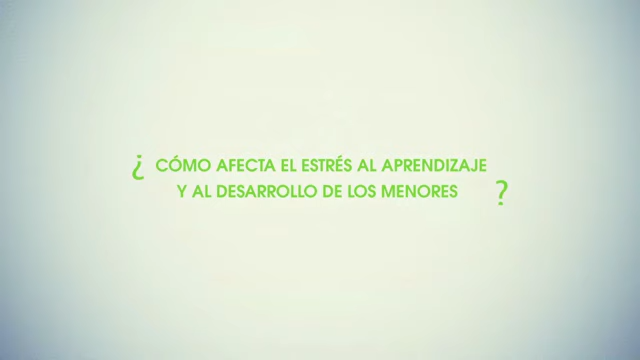 ¿ CÓMO AFECTA EL ESTRÉS AL APRENDIZAJE
Y AL DESARROLLO DE LOS MENORES ?